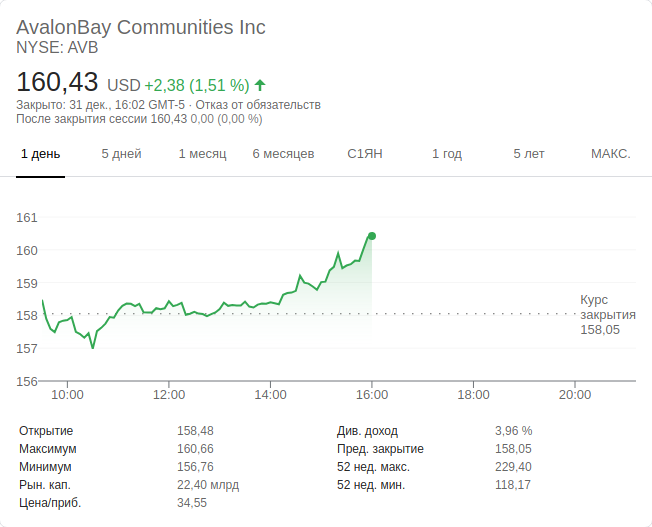 AvalonBay Communities Inc
NYSE: AVB
160,43 USD +2,38 (1,51 %)
Закрыто: 31 дек., 16:02 GMT-5 · Отказ от обязательств
После закрытия сессии 160,43 0,00 (0,00 %)
1 день 5 дней 1 месяц 6 месяцев С1ЯН 1 год 5 лет МАКС.
161
160
159
158
157
156
Курс
закрытия
158,05
10:00 12:00 14:00 16:00 18:00 20:00
Открытие 158,48 Див. доход 3,96 %
Максимум 160,66 Пред. закрытие 158,05
Минимум 156,76 52 нед. макс. 229,40
Рын. кап. 22,40 млрд 52 нед. мин. 118,17
Цена/приб. 34,55